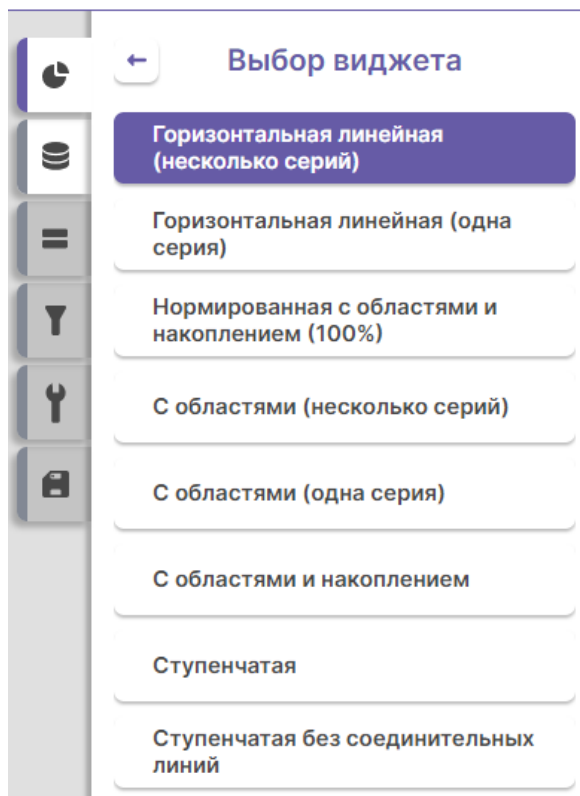 Выбор виджета
Горизонтальная линейная
(несколько серий)
Горизонтальная линейная (одна
серия)
Нормированная с областями и
накоплением (100%)
С областями (несколько серий)
С областями (одна серия)
С областями и накоплением
Ступенчатая
Ступенчатая без соединительных
линий